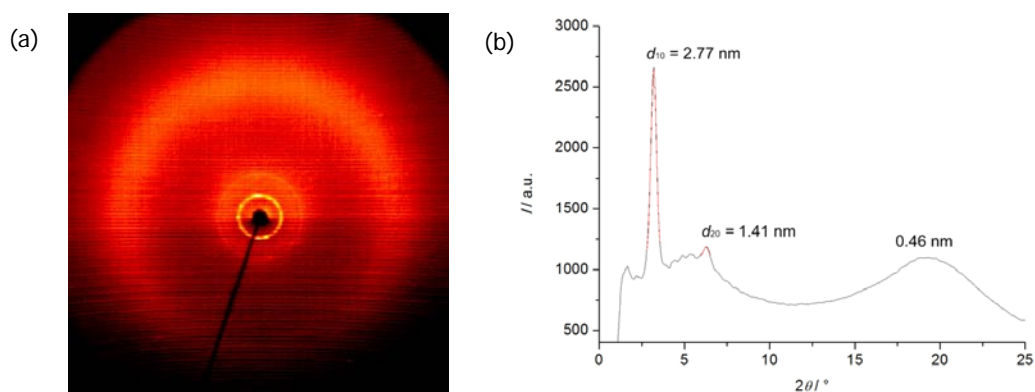 (a)
(b)
3000
2500
2000
1500
1000
500
I / a.u.
d10 = 2.77 nm
d20 = 1.41 nm
0.46 nm
0 5 10 15 20 25
2θ / °